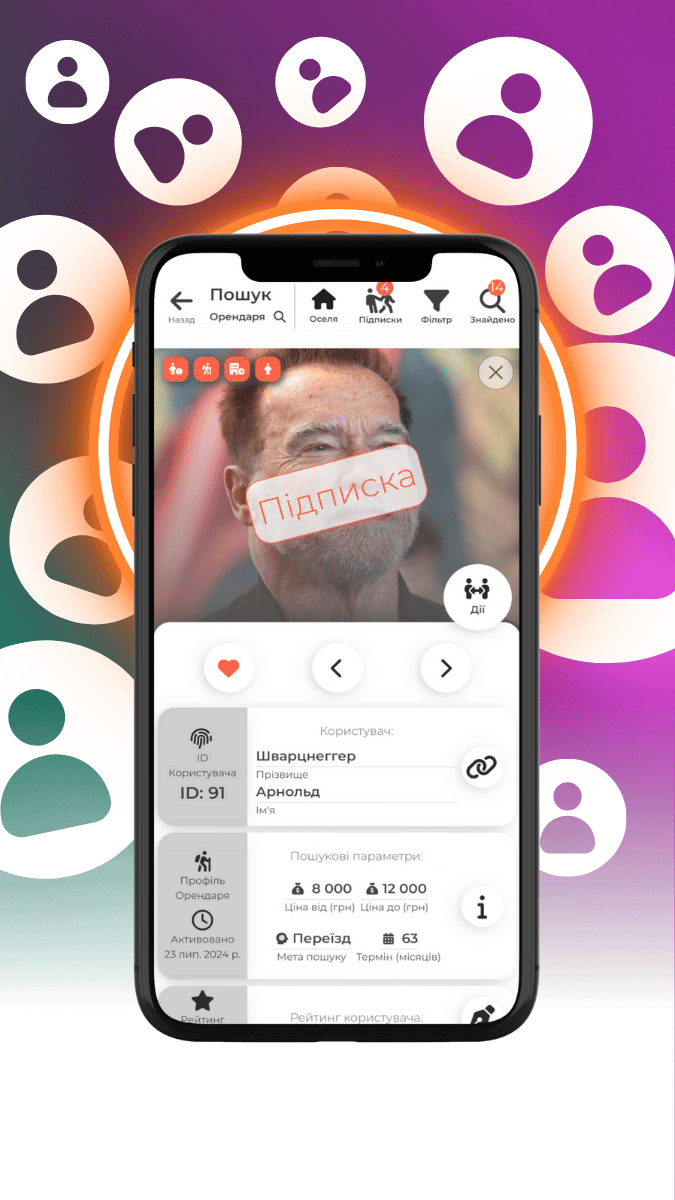 Пошук
Орендаря
Назад
Оселя
4
Підписки
Фільтр
14
Знайдено
Підписка
Дії
ID
Користувача
ID: 91
Користувач:
Шварцнеггер
Прізвище
Арнольд
Ім'я
Профіль
Орендаря
Активовано
23 лип. 2024 р.
Пошукові параметри:
8 000 12 000
Ціна від (грн) Ціна до (грн)
Переїзд 63
Мета пошуку Термін (місяців)
Рейтинг
Рейтинг користувача: